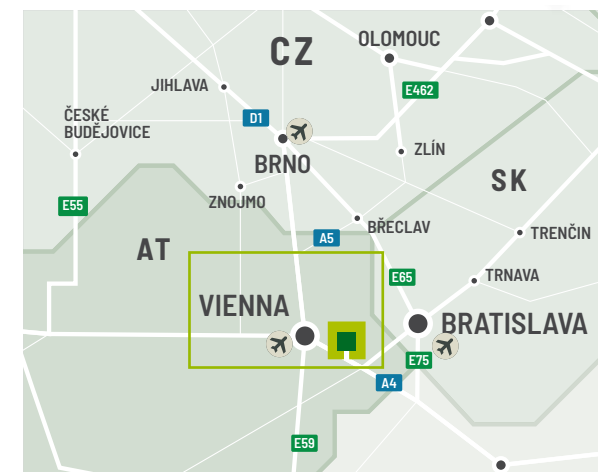 CZ
OLOMOUC
JIHLAVA
E462
ČESKÉ
BUDĚJOVICE
D1
BRNO
ZLÍN
SK
ZNOJMO
E55
BŘECLAV
TRENČÍN
A5
AT
E65
TRNAVA
VIENNA
BRATISLAVA
E75
A4
E59